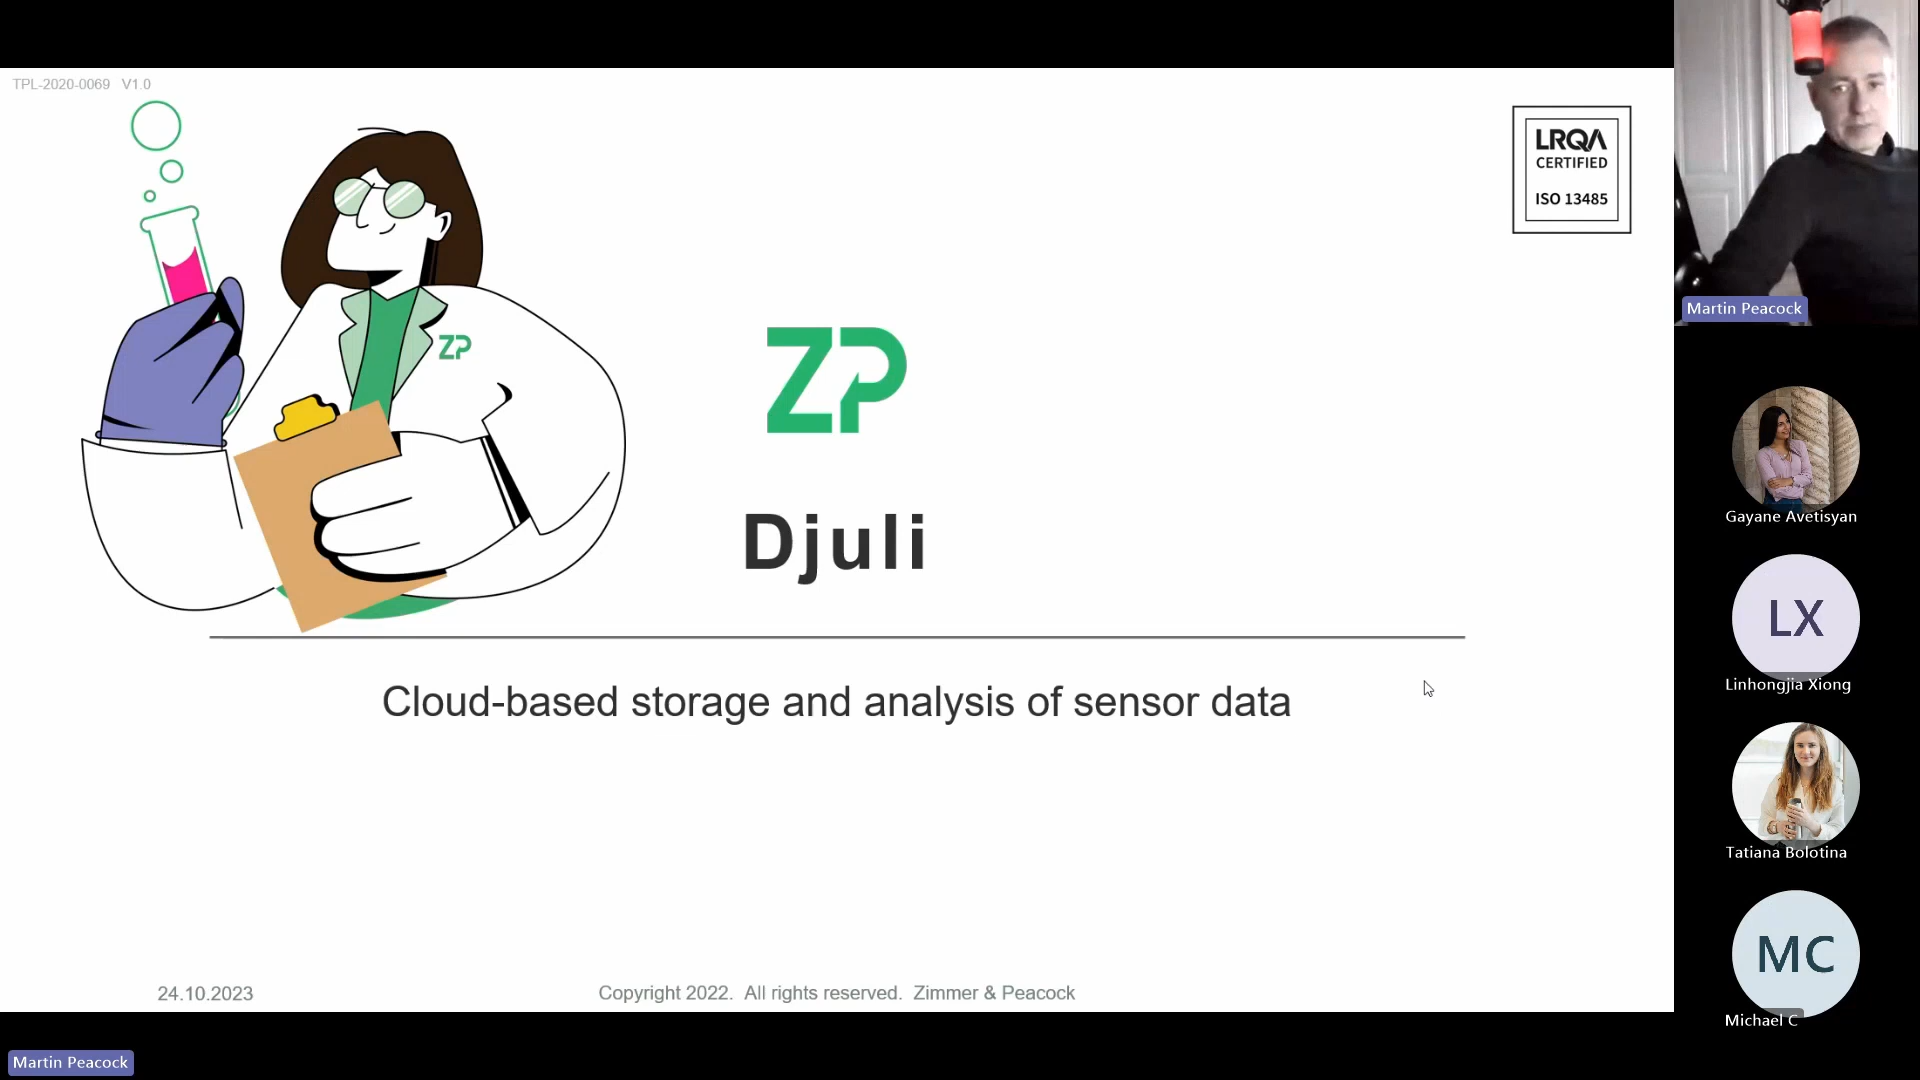 TPL-2020-0069 V1.0
LRQA
CERTIFIED
ISO 13485
ZP
ZP
Djuli
Cloud-based storage and analysis of sensor data
24.10.2023
Copyright 2022. All rights reserved. Zimmer & Peacock
Martin Peacock
Martin Peacock
Gayane Avetisyan
LX
Linhongjia Xiong
Tatiana Bolotina
MC
Michael C